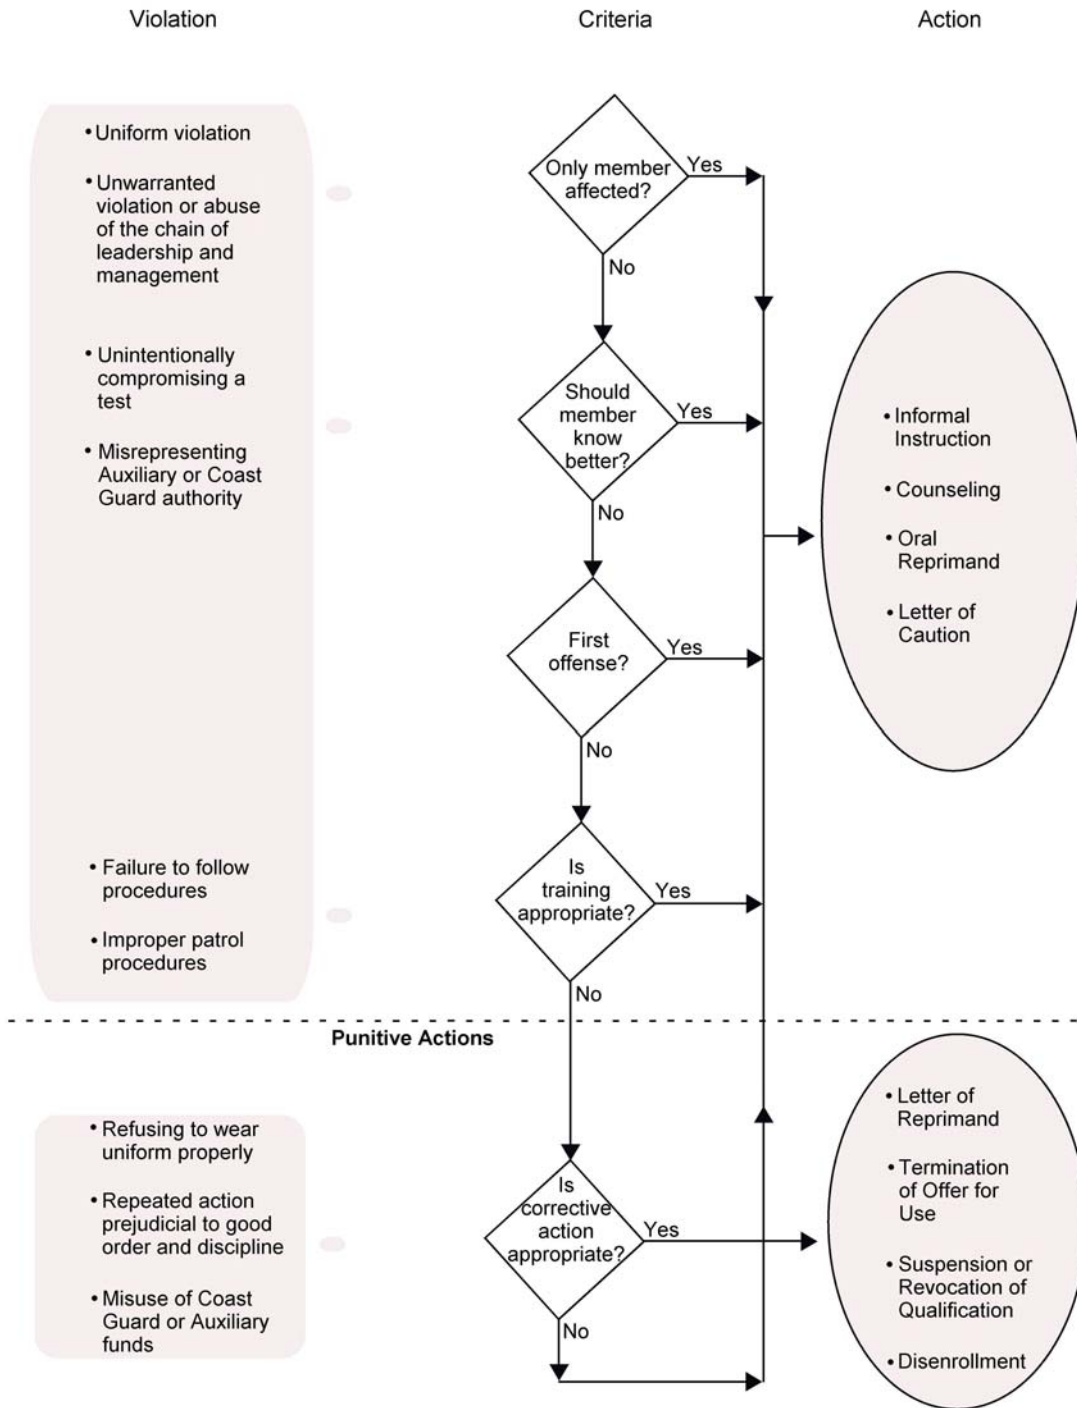 Violation
Criteria
Action
• Uniform violation
• Unwarranted
violation or abuse
of the chain of
leadership and
management
• Unintentionally
compromising a
test
• Misrepresenting
Auxiliary or Coast
Guard authority
• Failure to follow
procedures
• Improper patrol
procedures
Only member
affected?
Yes
No
Should
member
know
better?
Yes
No
First
offense?
Yes
No
Is
training
appropriate?
Yes
No
• Informal
Instruction
• Counseling
• Oral
Reprimand
• Letter of
Caution
Punitive Actions
• Refusing to wear
uniform properly
• Repeated action
prejudicial to good
order and discipline
• Misuse of Coast
Guard or Auxiliary
funds
Is
corrective
action
appropriate?
Yes
No
• Letter of
Reprimand
• Termination
of Offer for
Use
• Suspension or
Revocation of
Qualification
• Disenrollment